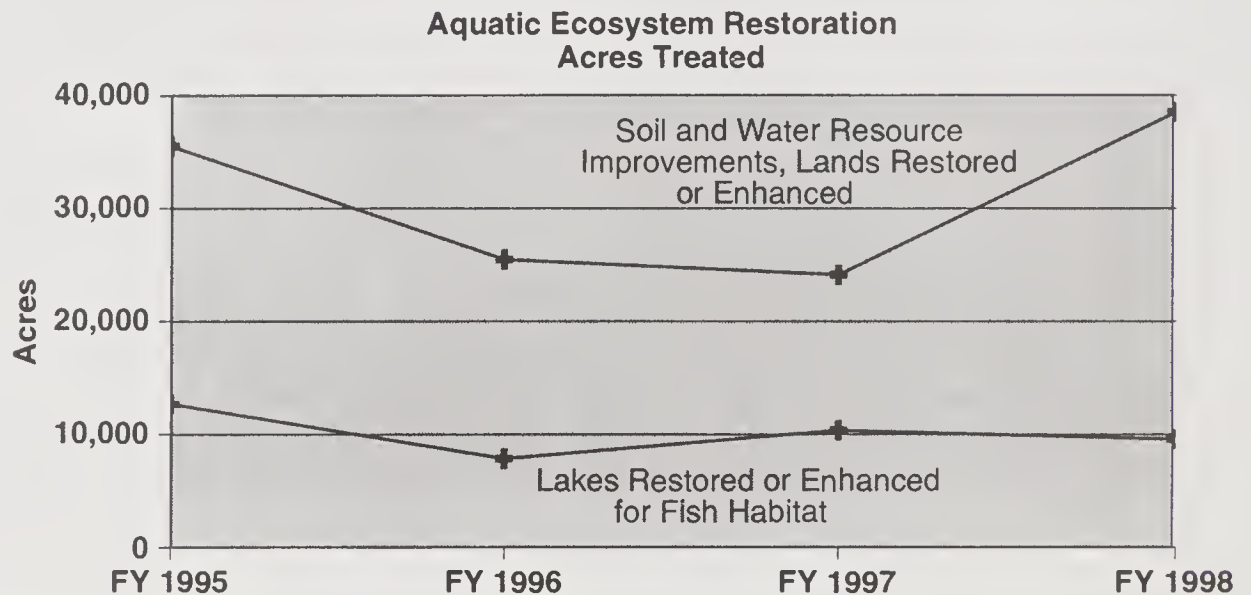 Aquatic Ecosystem Restoration
Acres Treated
40,000
30,000
20,000
10,000
0
Acres
Soil and Water Resource
Improvements, Lands Restored
or Enhanced
Lakes Restored or Enhanced
for Fish Habitat
FY 1995 FY 1996 FY 1997 FY 1998